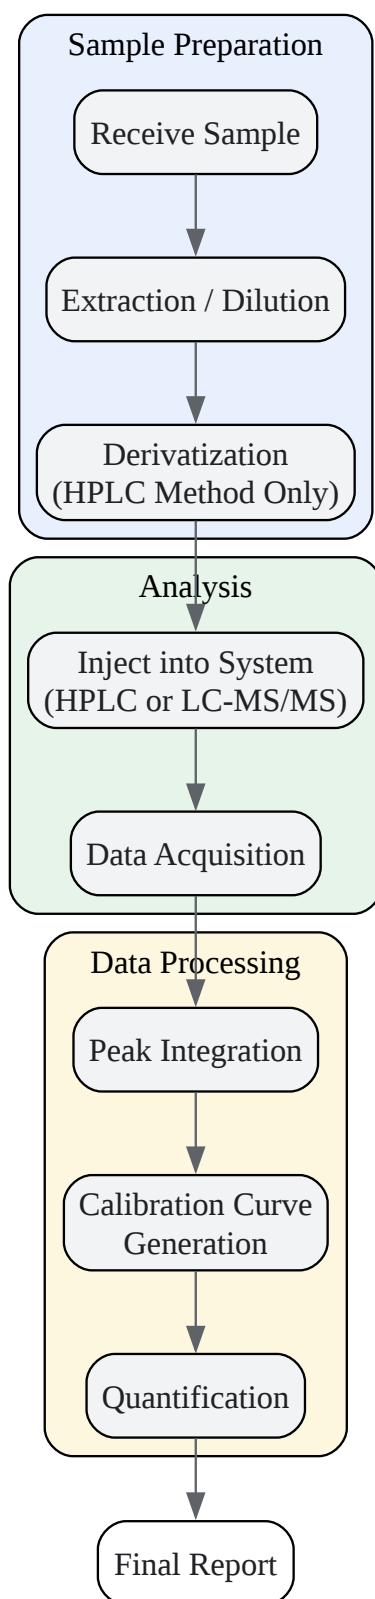 Sample Preparation
Receive Sample
Extraction / Dilution
Derivatization
(HPLC Method Only)
Analysis
Inject into System
(HPLC or LC-MS/MS)
Data Acquisition
Data Processing
Peak Integration
Calibration Curve
Generation
Quantification
Final Report